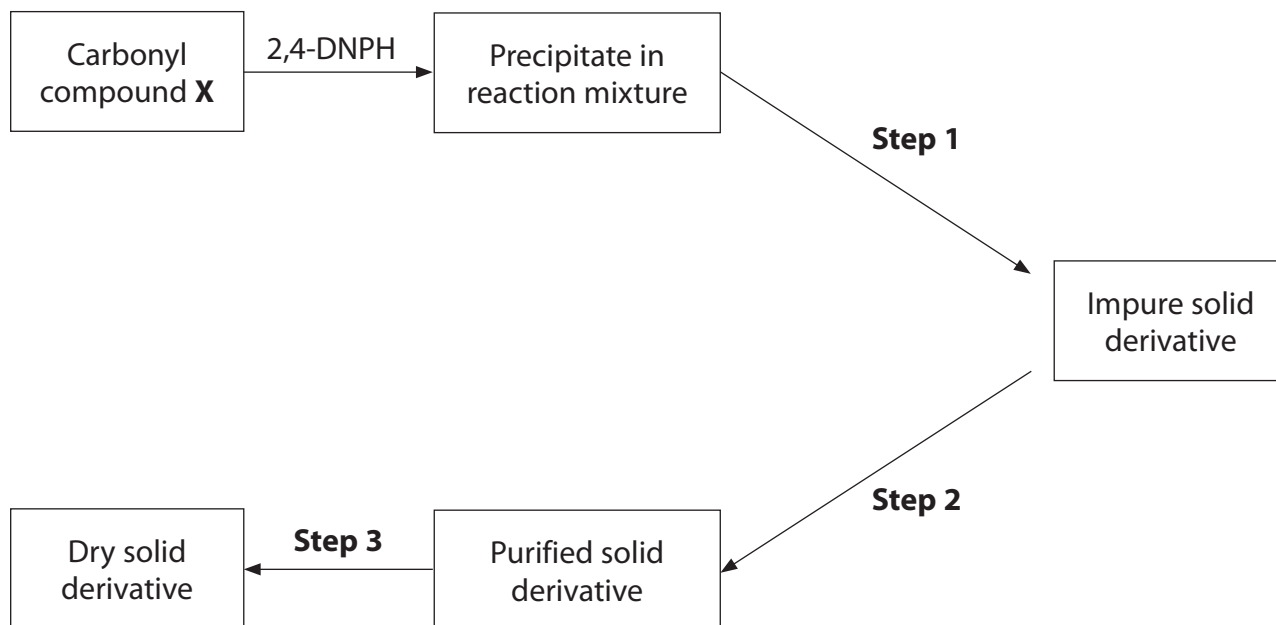 Carbonyl
compound X
2,4-DNPH
Precipitate in
reaction mixture
Step 1
Impure solid
derivative
Step 2
Purified solid
derivative
Step 3
Dry solid
derivative